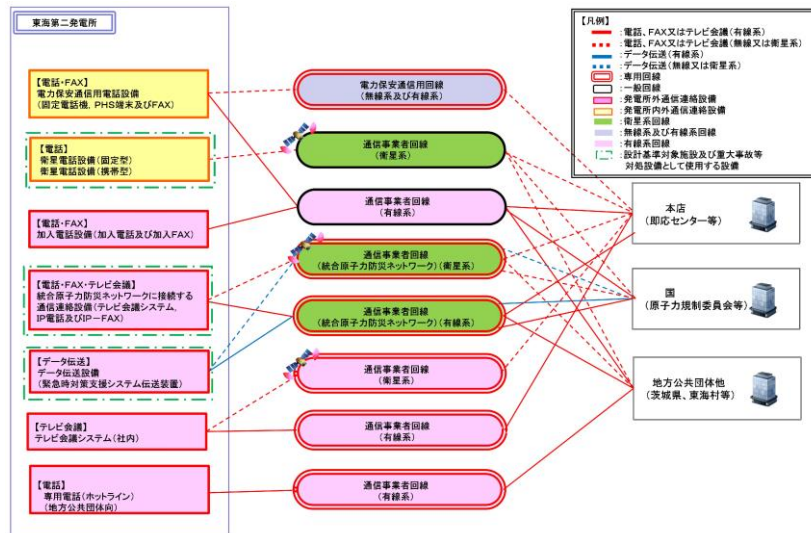 東海第二発電所
【電話・FAX】
電力保安通信用電話設備
(固定電話機, PHS端末及びFAX)
【電話】
衛星電話設備(固定型)
衛星電話設備(携帯型)
【電話・FAX】
加入電話設備(加入電話及び加入FAX)
【電話・FAX・テレビ会議】
統合原子力防災ネットワークに接続する
通信連絡設備(テレビ会議システム,
IP電話及びIP-FAX)
【データ伝送】
データ伝送設備
(緊急時対策支援システム伝送装置)
【テレビ会議】
テレビ会議システム(社内)
【電話】
専用電話(ホットライン)
(地方公共団体向)
電力保安通信用回線
(無線系及び有線系)
通信事業者回線
(衛星系)
通信事業者回線
(有線系)
通信事業者回線
(統合原子力防災ネットワーク)(衛星系)
通信事業者回線
(統合原子力防災ネットワーク)(有線系)
通信事業者回線
(衛星系)
通信事業者回線
(有線系)
通信事業者回線
(有線系)
【凡例】
:電話、FAX又はテレビ会議(有線系)
:電話、FAX又はテレビ会議(無線又は衛星系)
:データ伝送(有線系)
:データ伝送(無線又は衛星系)
:専用回線
:一般回線
:発電所外通信連絡設備
:発電所内外通信連絡設備
:衛星系回線
:無線系及び有線系回線
:有線系回線
:設計基準対象施設及び重大事故等
対処設備として使用する設備
本店
(即応センター等)
国
(原子力規制委員会等)
地方公共団体他
(茨城県、東海村等)